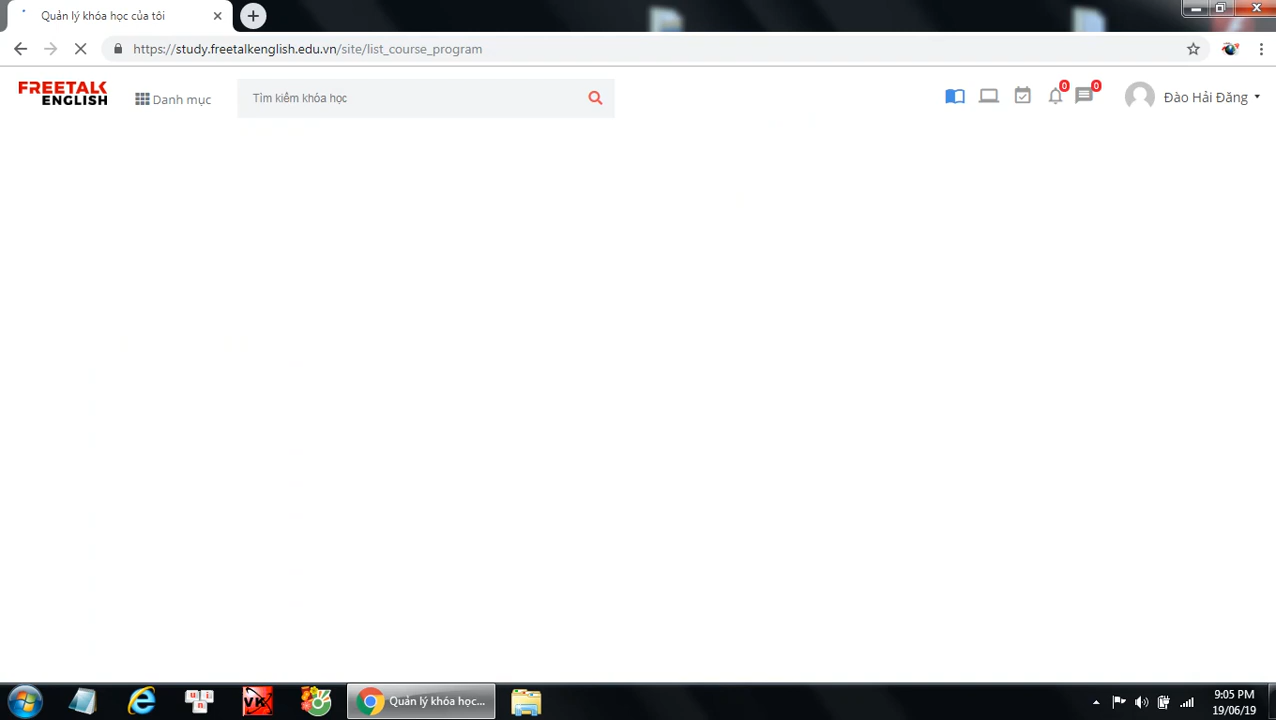 Quản lý khóa học của tôi
https://study.freetalkenglish.edu.vn/site/list_course_program
FREETALK
ENGLISH
Danh mục
Tìm kiếm khóa học
0
0
Đào Hải Đăng
u i
n
VK
Quản lý khóa học...
9:05 PM
19/06/19